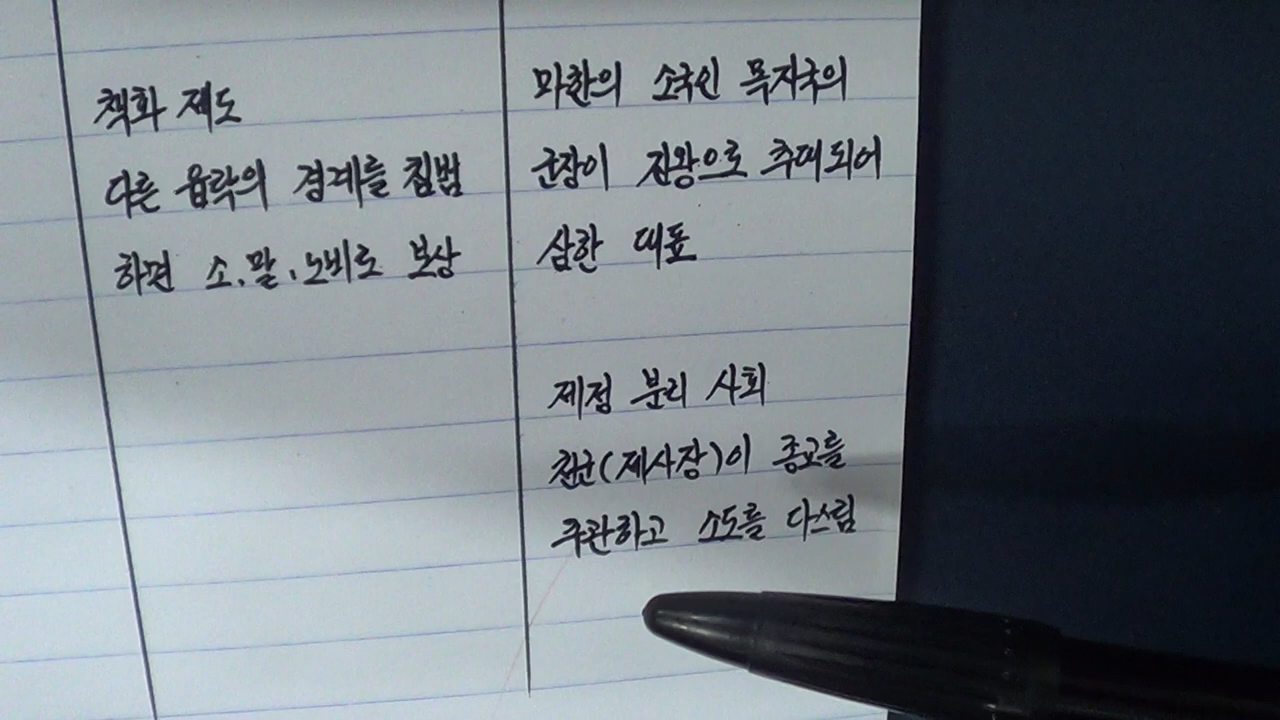 책화 제도
다른 읍락의 경계를 침범
하면 소.말.노비로 보상
마한의 소국인 목지국의
군장이 진왕으로 추대되어
삼한 대표
제정 분리 사회
천군(제사장)이 종교를
주관하고 소도를 다스림